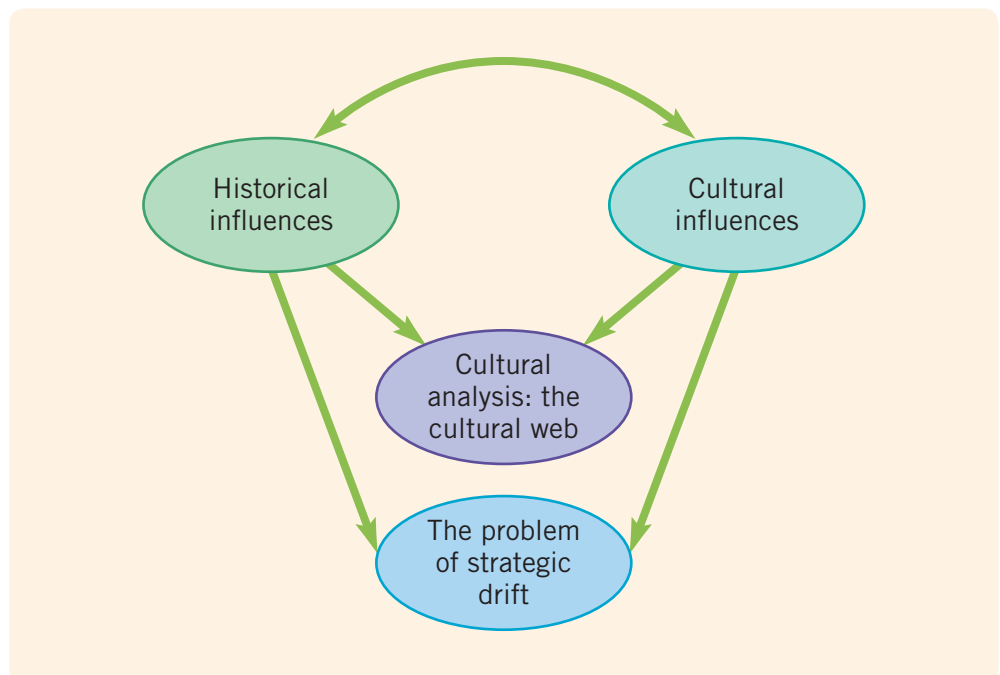 Historical
influences
Cultural
influences
Cultural
analysis: the
cultural web
The problem
of strategic
drift